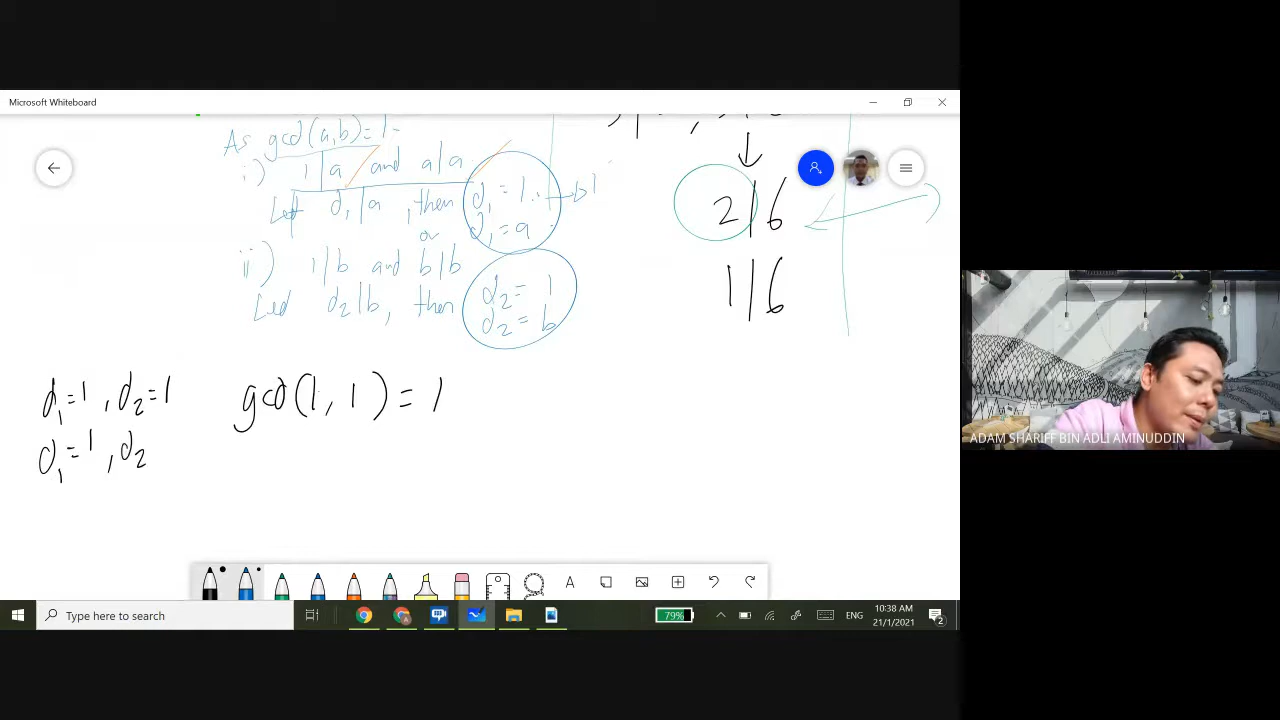 Microsoft Whiteboard
As gcd(a,b)=1
i) 1|a and a|a
Let d₁|a , then d₁ = 1
or d₁ = a
ii) 1|b and b|b
Let d₂|b, then d₂ = 1
d₂ = b
2|6
1|6
d₁=1 , d₂=1 gcd(1, 1) = 1
d₁=1 , d₂
ADAM SHARIFF BIN ADLI AMINUDDIN
Type here to search
79%
ENG
10:38 AM
21/1/2021
2